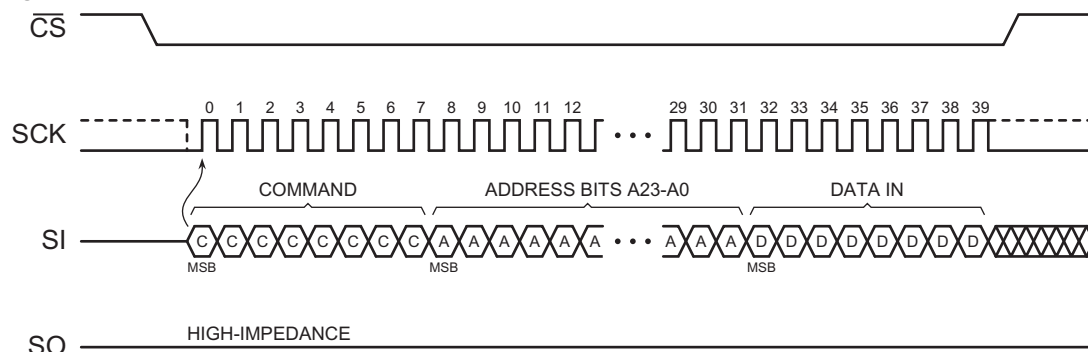 CS
0 1 2 3 4 5 6 7 8 9 10 11 12 29 30 31 32 33 34 35 36 37 38 39
SCK
COMMAND ADDRESS BITS A23-A0 DATA IN
SI C C C C C C C C A A A A A A A A A D D D D D D D D
MSB MSB MSB
HIGH-IMPEDANCE
SO